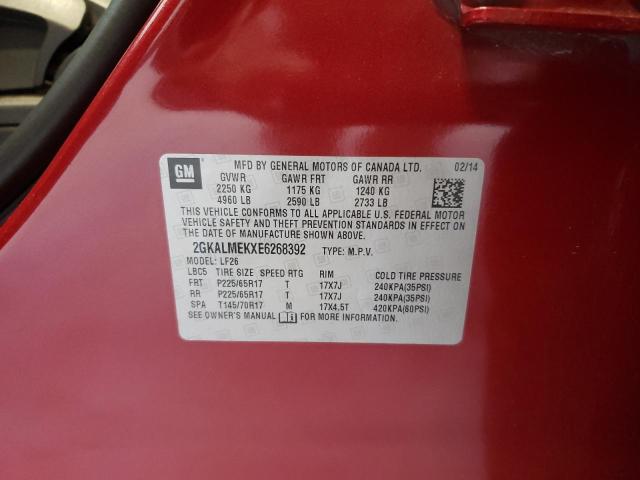 GM MFD BY GENERAL MOTORS OF CANADA LTD. 02/14
GVWR GAWR FRT GAWR RR
2250 KG 1175 KG 1240 KG
4960 LB 2590 LB 2733 LB
THIS VEHICLE CONFORMS TO ALL APPLICABLE U.S. FEDERAL MOTOR
VEHICLE SAFETY AND THEFT PREVENTION STANDARDS IN EFFECT ON
THE DATE OF MANUFACTURE SHOWN ABOVE.
2GKALMEKXE6268392 TYPE: M.P.V.
MODEL: LF26
LBC5 TIRE SIZE SPEED RTG RIM COLD TIRE PRESSURE
FRT P225/65R17 T 17X7J 240KPA(35PSI)
RR P225/65R17 T 17X7J 240KPA(35PSI)
SPA T145/70R17 M 17X4.5T 420KPA(60PSI)
SEE OWNER'S MANUAL FOR MORE INFORMATION.